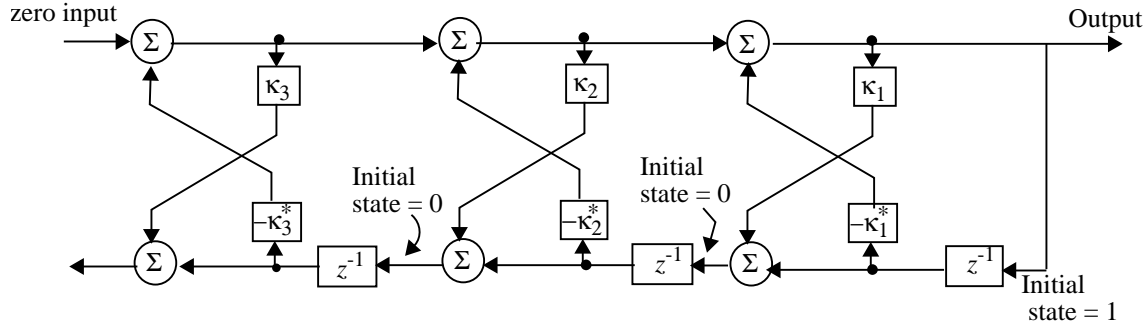 zero input
Output
Σ
Σ
Σ
κ3
κ2
κ1
Initial
state = 0
Initial
state = 0
−κ3*
−κ2*
−κ1*
Σ
z-1
Σ
z-1
Σ
z-1
Initial
state = 1